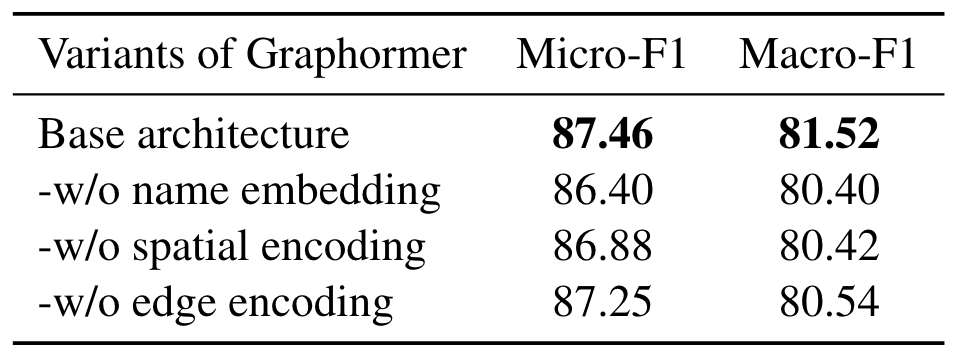 Variants of Graphormer Micro-F1 Macro-F1
Base architecture 87.46 81.52
-w/o name embedding 86.40 80.40
-w/o spatial encoding 86.88 80.42
-w/o edge encoding 87.25 80.54